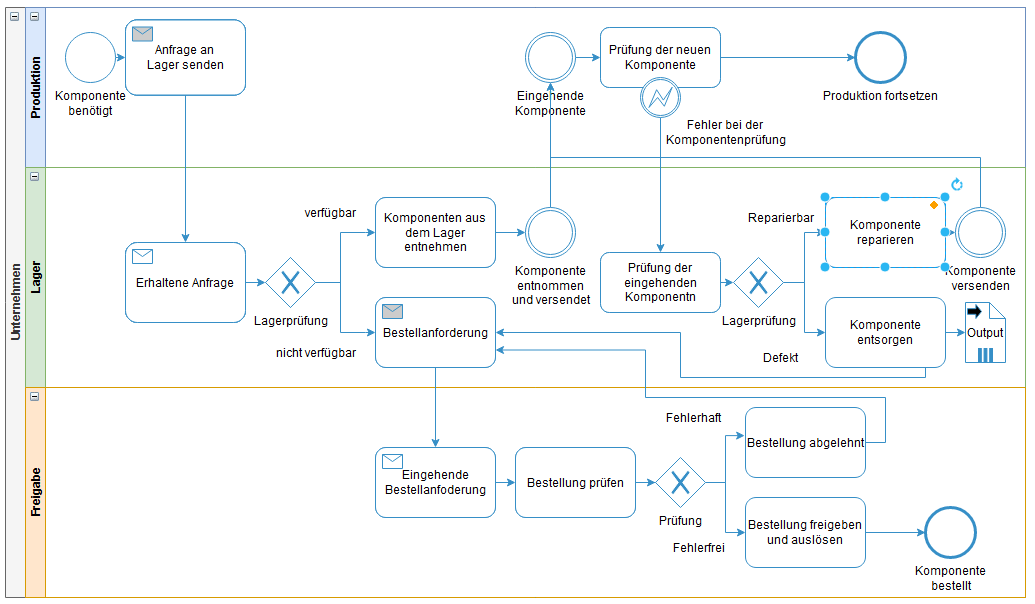 Unternehmen
Produktion
Komponente
benötigt
Anfrage an
Lager senden
Eingehende
Komponente
Prüfung der neuen
Komponente
Fehler bei der
Komponentenprüfung
Produktion fortsetzen
Lager
Erhaltene Anfrage
Lagerprüfung
verfügbar
nicht verfügbar
Komponenten aus
dem Lager
entnehmen
Bestellanforderung
Komponente
entnommen
und versendet
Prüfung der
eingehenden
Komponentn
Lagerprüfung
Reparierbar
Defekt
Komponente
reparieren
Komponente
versenden
Komponente
entsorgen
Output
Freigabe
Eingehende
Bestellanfoderung
Bestellung prüfen
Prüfung
Fehlerhaft
Fehlerfrei
Bestellung abgelehnt
Bestellung freigeben
und auslösen
Komponente
bestellt